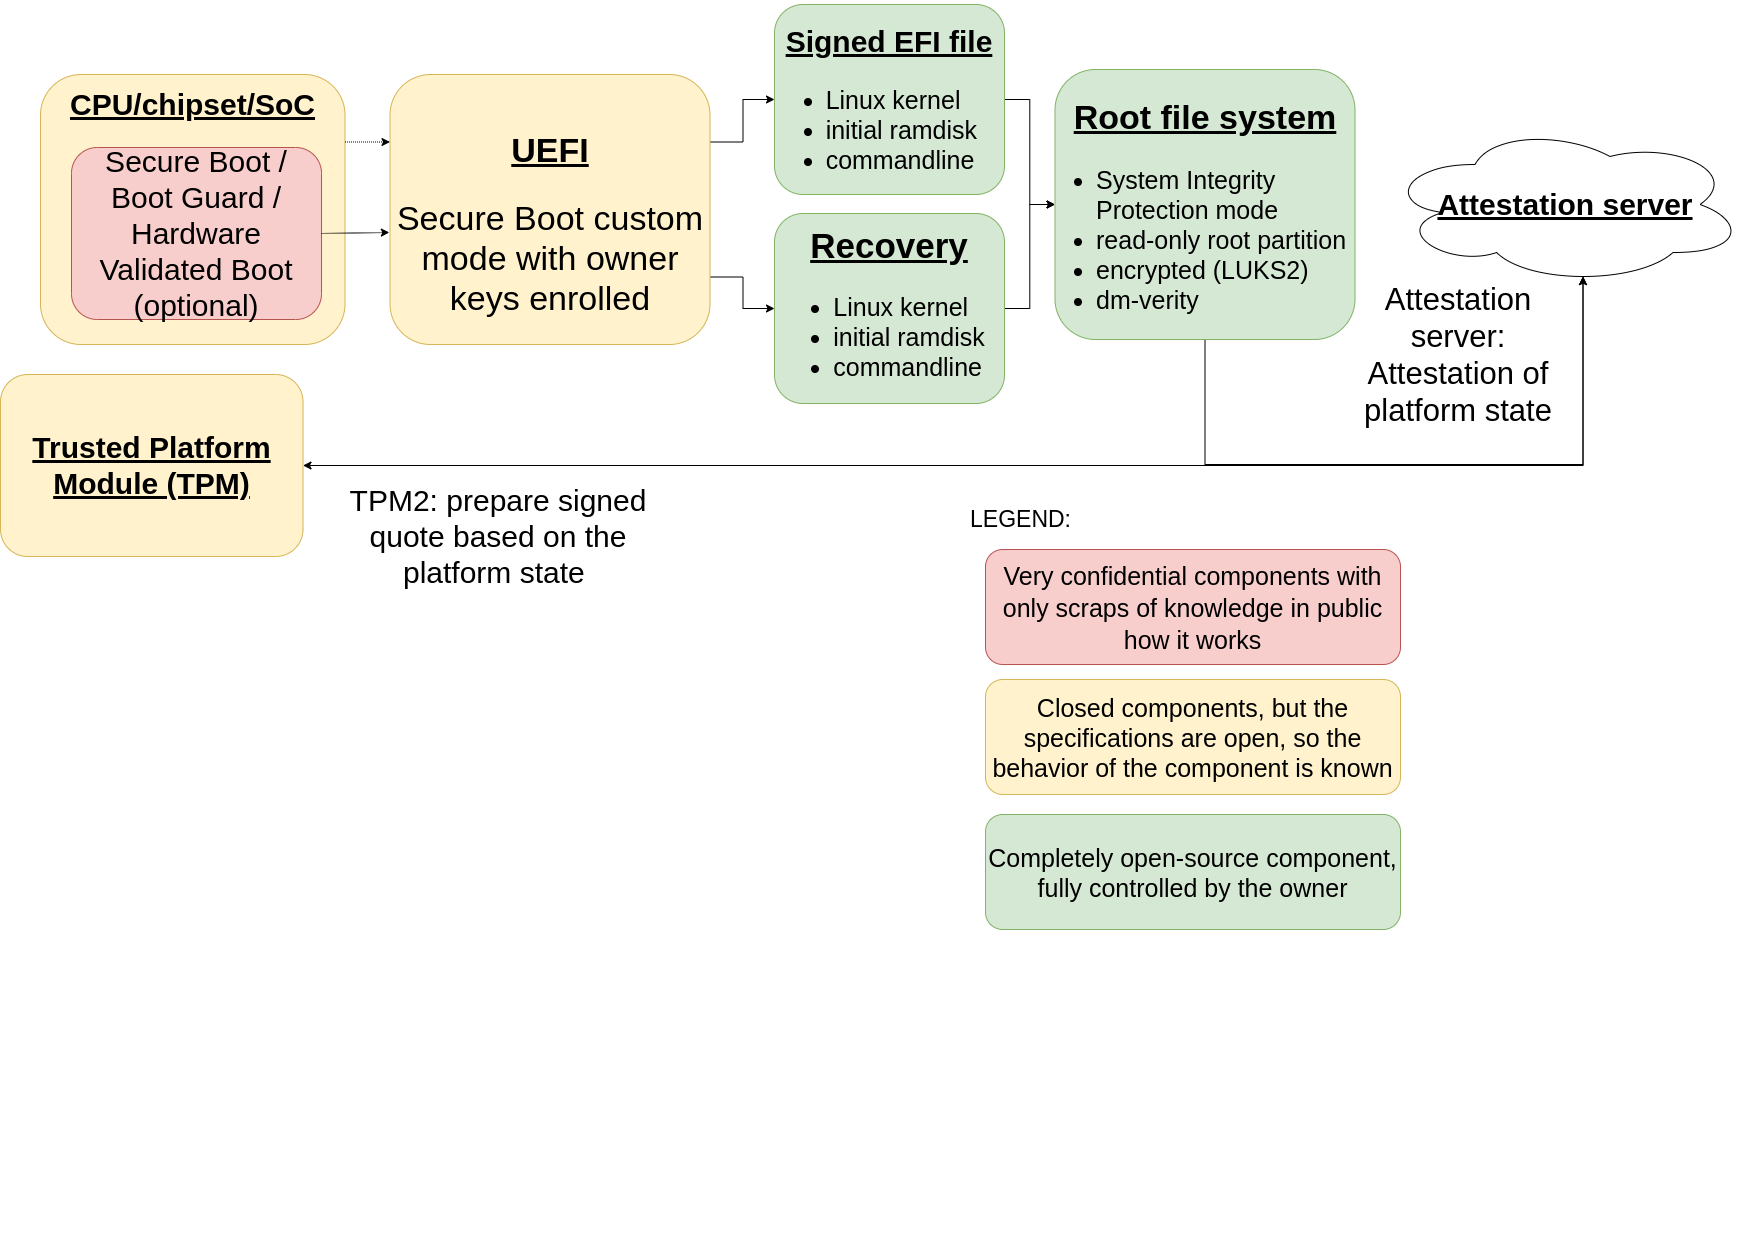 CPU/chipset/SoC
Secure Boot /
Boot Guard /
Hardware
Validated Boot
(optional)
UEFI
Secure Boot custom
mode with owner
keys enrolled
Signed EFI file
• Linux kernel
• initial ramdisk
• commandline
Recovery
• Linux kernel
• initial ramdisk
• commandline
Root file system
• System Integrity
Protection mode
• read-only root partition
• encrypted (LUKS2)
• dm-verity
Attestation server
Attestation
server:
Attestation of
platform state
Trusted Platform
Module (TPM)
TPM2: prepare signed
quote based on the
platform state
LEGEND:
Very confidential components with
only scraps of knowledge in public
how it works
Closed components, but the
specifications are open, so the
behavior of the component is known
Completely open-source component,
fully controlled by the owner